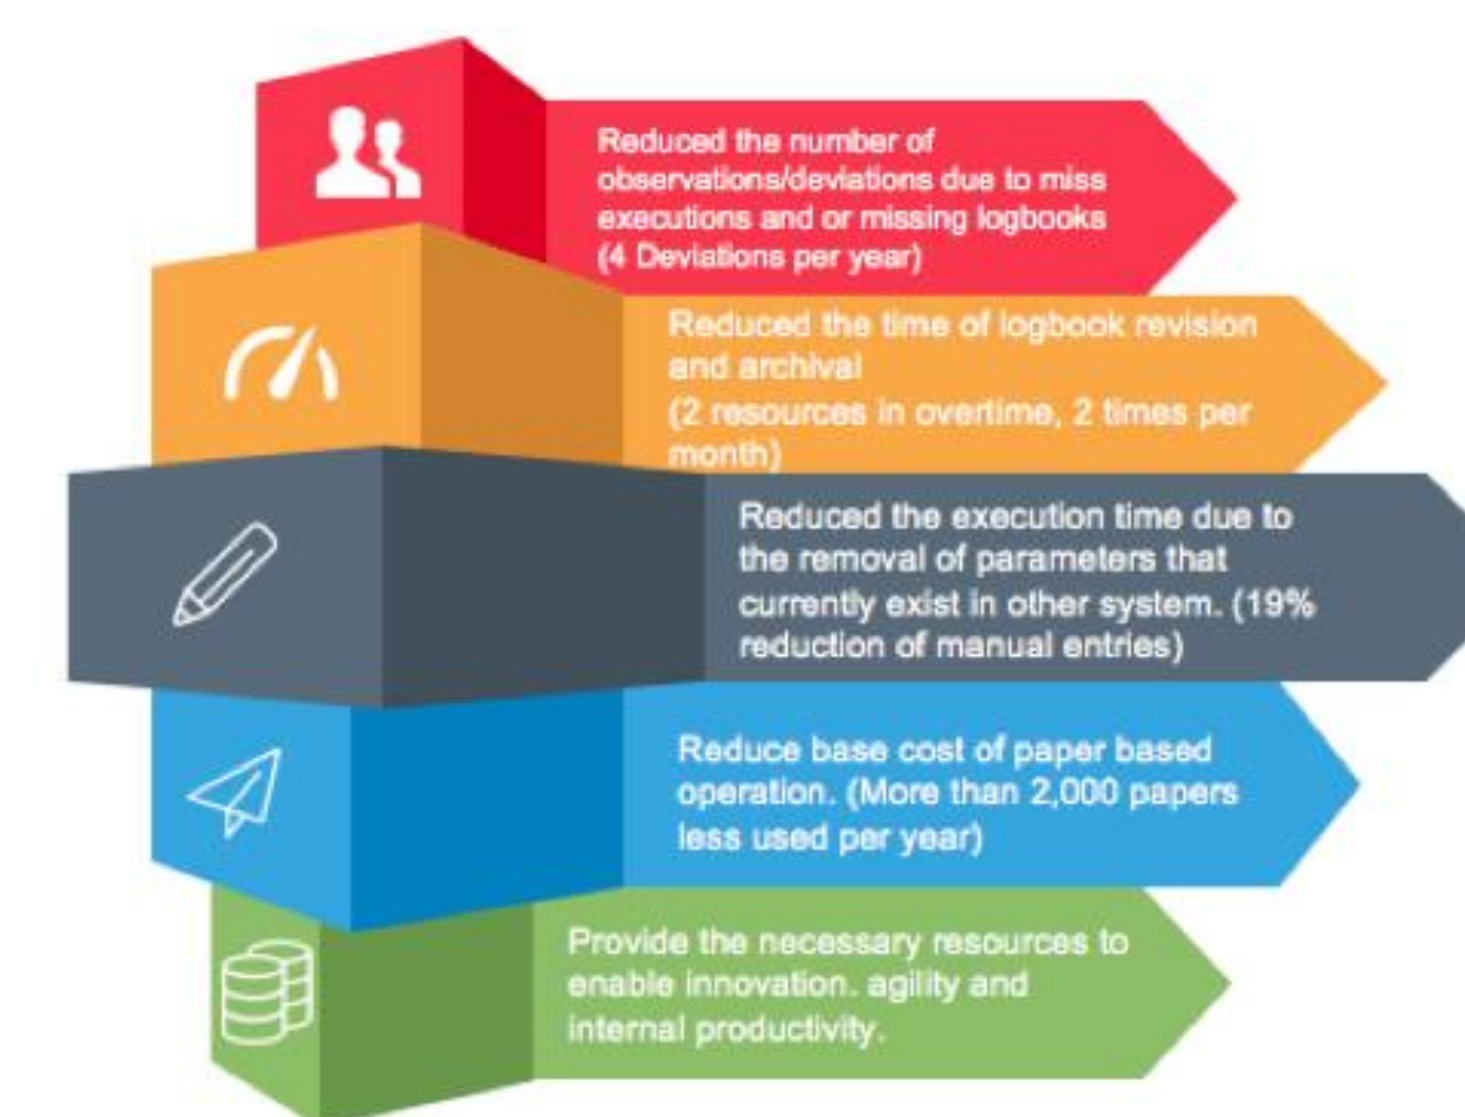 Reduced the number of
observations/deviations due to miss
executions and or missing logbooks
(4 Deviations per year)
Reduced the time of logbook revision
and archival
(2 resources in overtime, 2 times per
month)
Reduced the execution time due to
the removal of parameters that
currently exist in other system. (19%
reduction of manual entries)
Reduce base cost of paper based
operation. (More than 2,000 papers
less used per year)
Provide the necessary resources to
enable innovation. agility and
internal productivity.